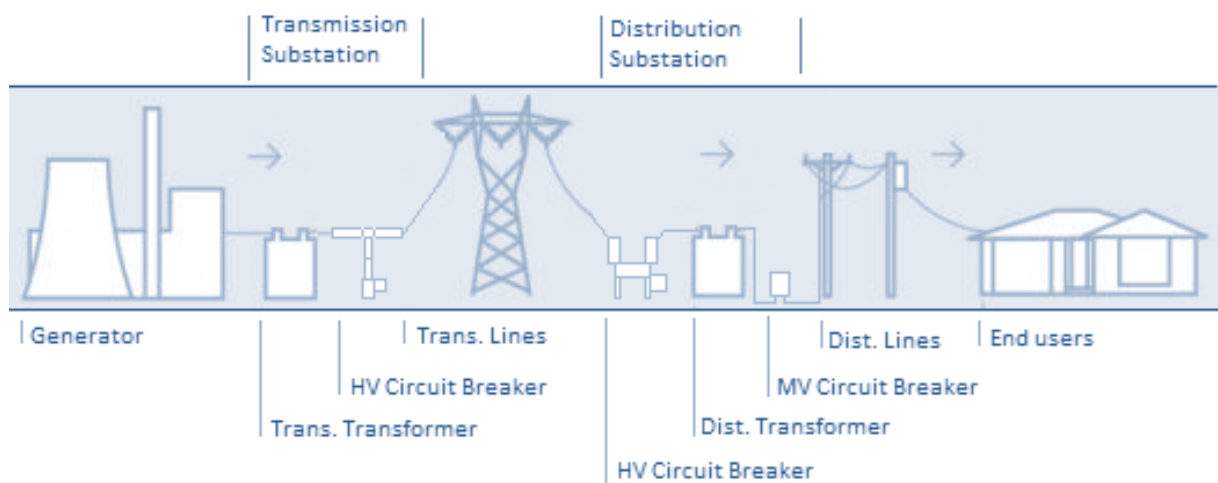 Transmission
Substation
Distribution
Substation
Generator
Trans. Lines
Dist. Lines
End users
HV Circuit Breaker
MV Circuit Breaker
Trans. Transformer
Dist. Transformer
HV Circuit Breaker